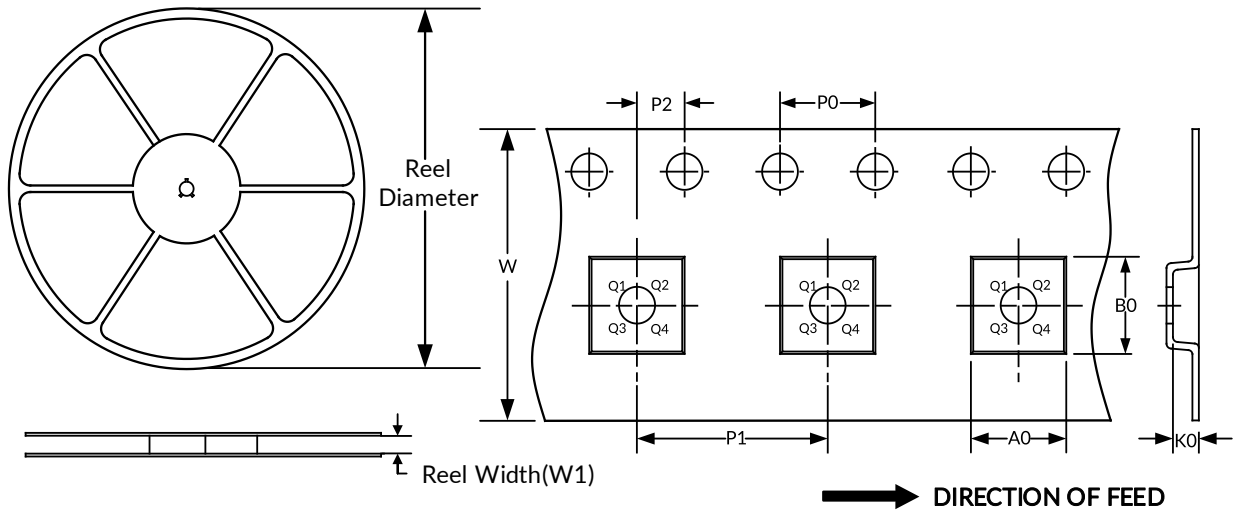 P2
P0
Reel
Diameter
W
Q1 Q2
Q3 Q4
Q1 Q2
Q3 Q4
Q1 Q2
Q3 Q4
B0
P1
A0
K0
Reel Width(W1)
DIRECTION OF FEED